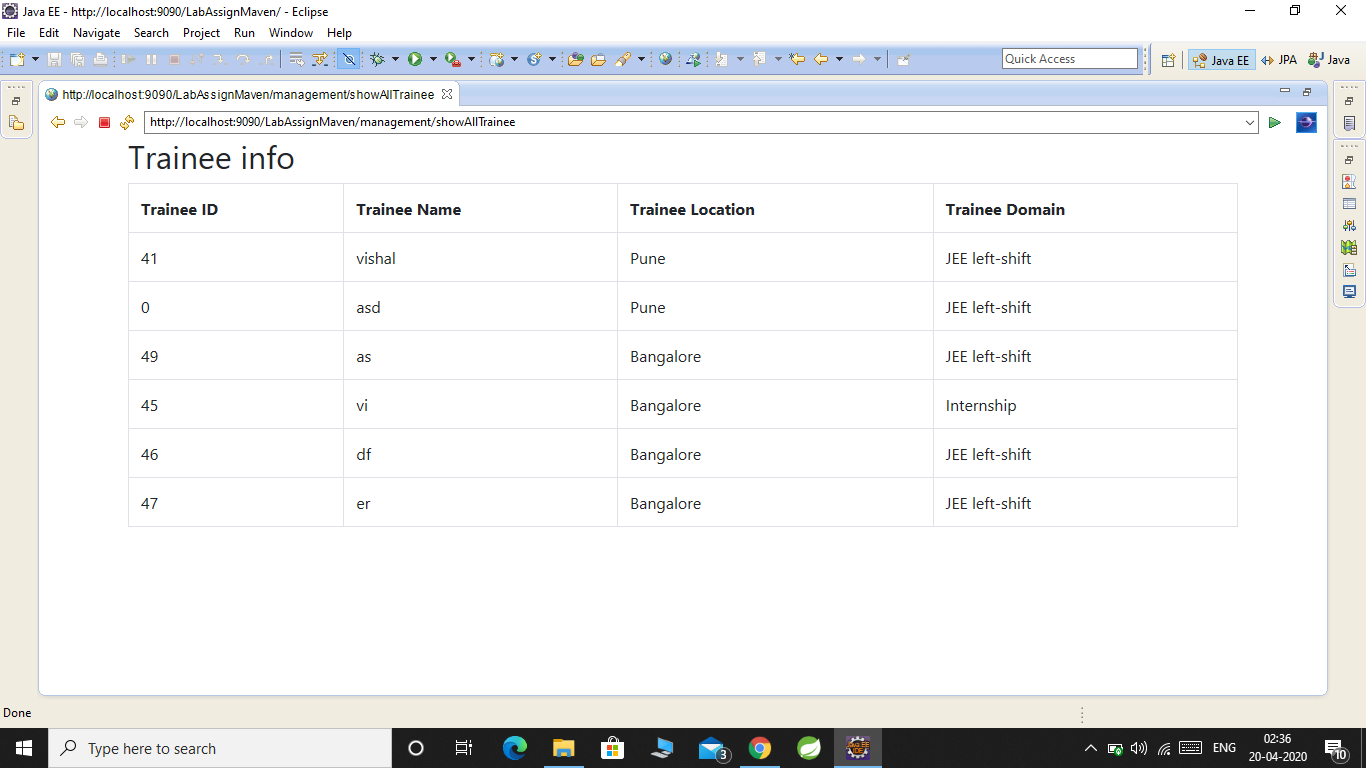 Java EE - http://localhost:9090/LabAssignMaven/ - Eclipse
File Edit Navigate Search Project Run Window Help
Quick Access Java EE JPA Java
http://localhost:9090/LabAssignMaven/management/showAllTrainee
http://localhost:9090/LabAssignMaven/management/showAllTrainee
Trainee info
Trainee ID Trainee Name Trainee Location Trainee Domain
41 vishal Pune JEE left-shift
0 asd Pune JEE left-shift
49 as Bangalore JEE left-shift
45 vi Bangalore Internship
46 df Bangalore JEE left-shift
47 er Bangalore JEE left-shift
Done
Type here to search 3 Java EE IDE ENG 02:36
20-04-2020 10